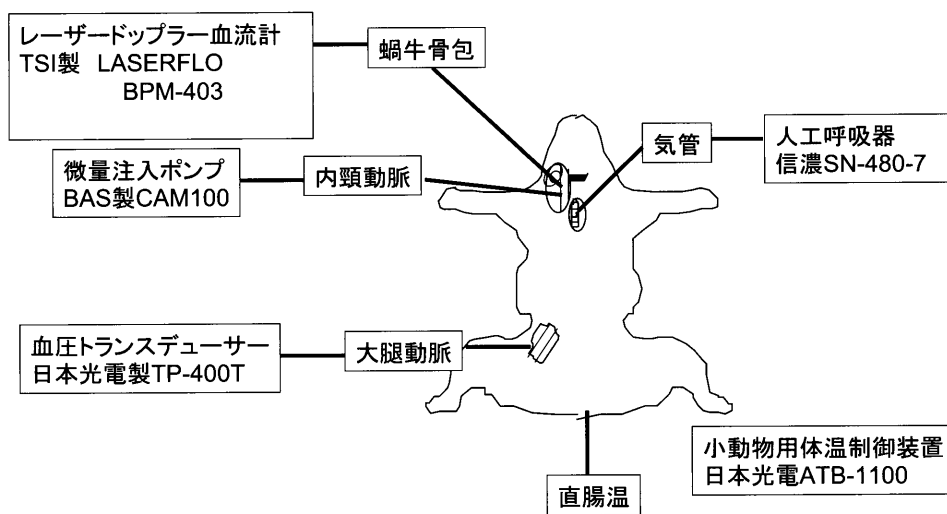 レーザードップラー血流計
TSI製 LASERFLO
BPM-403
蝸牛骨包
気管
人工呼吸器
信濃SN-480-7
微量注入ポンプ
BAS製CAM100
内頸動脈
血圧トランスデューサー
日本光電製TP-400T
大腿動脈
小動物用体温制御装置
日本光電ATB-1100
直腸温